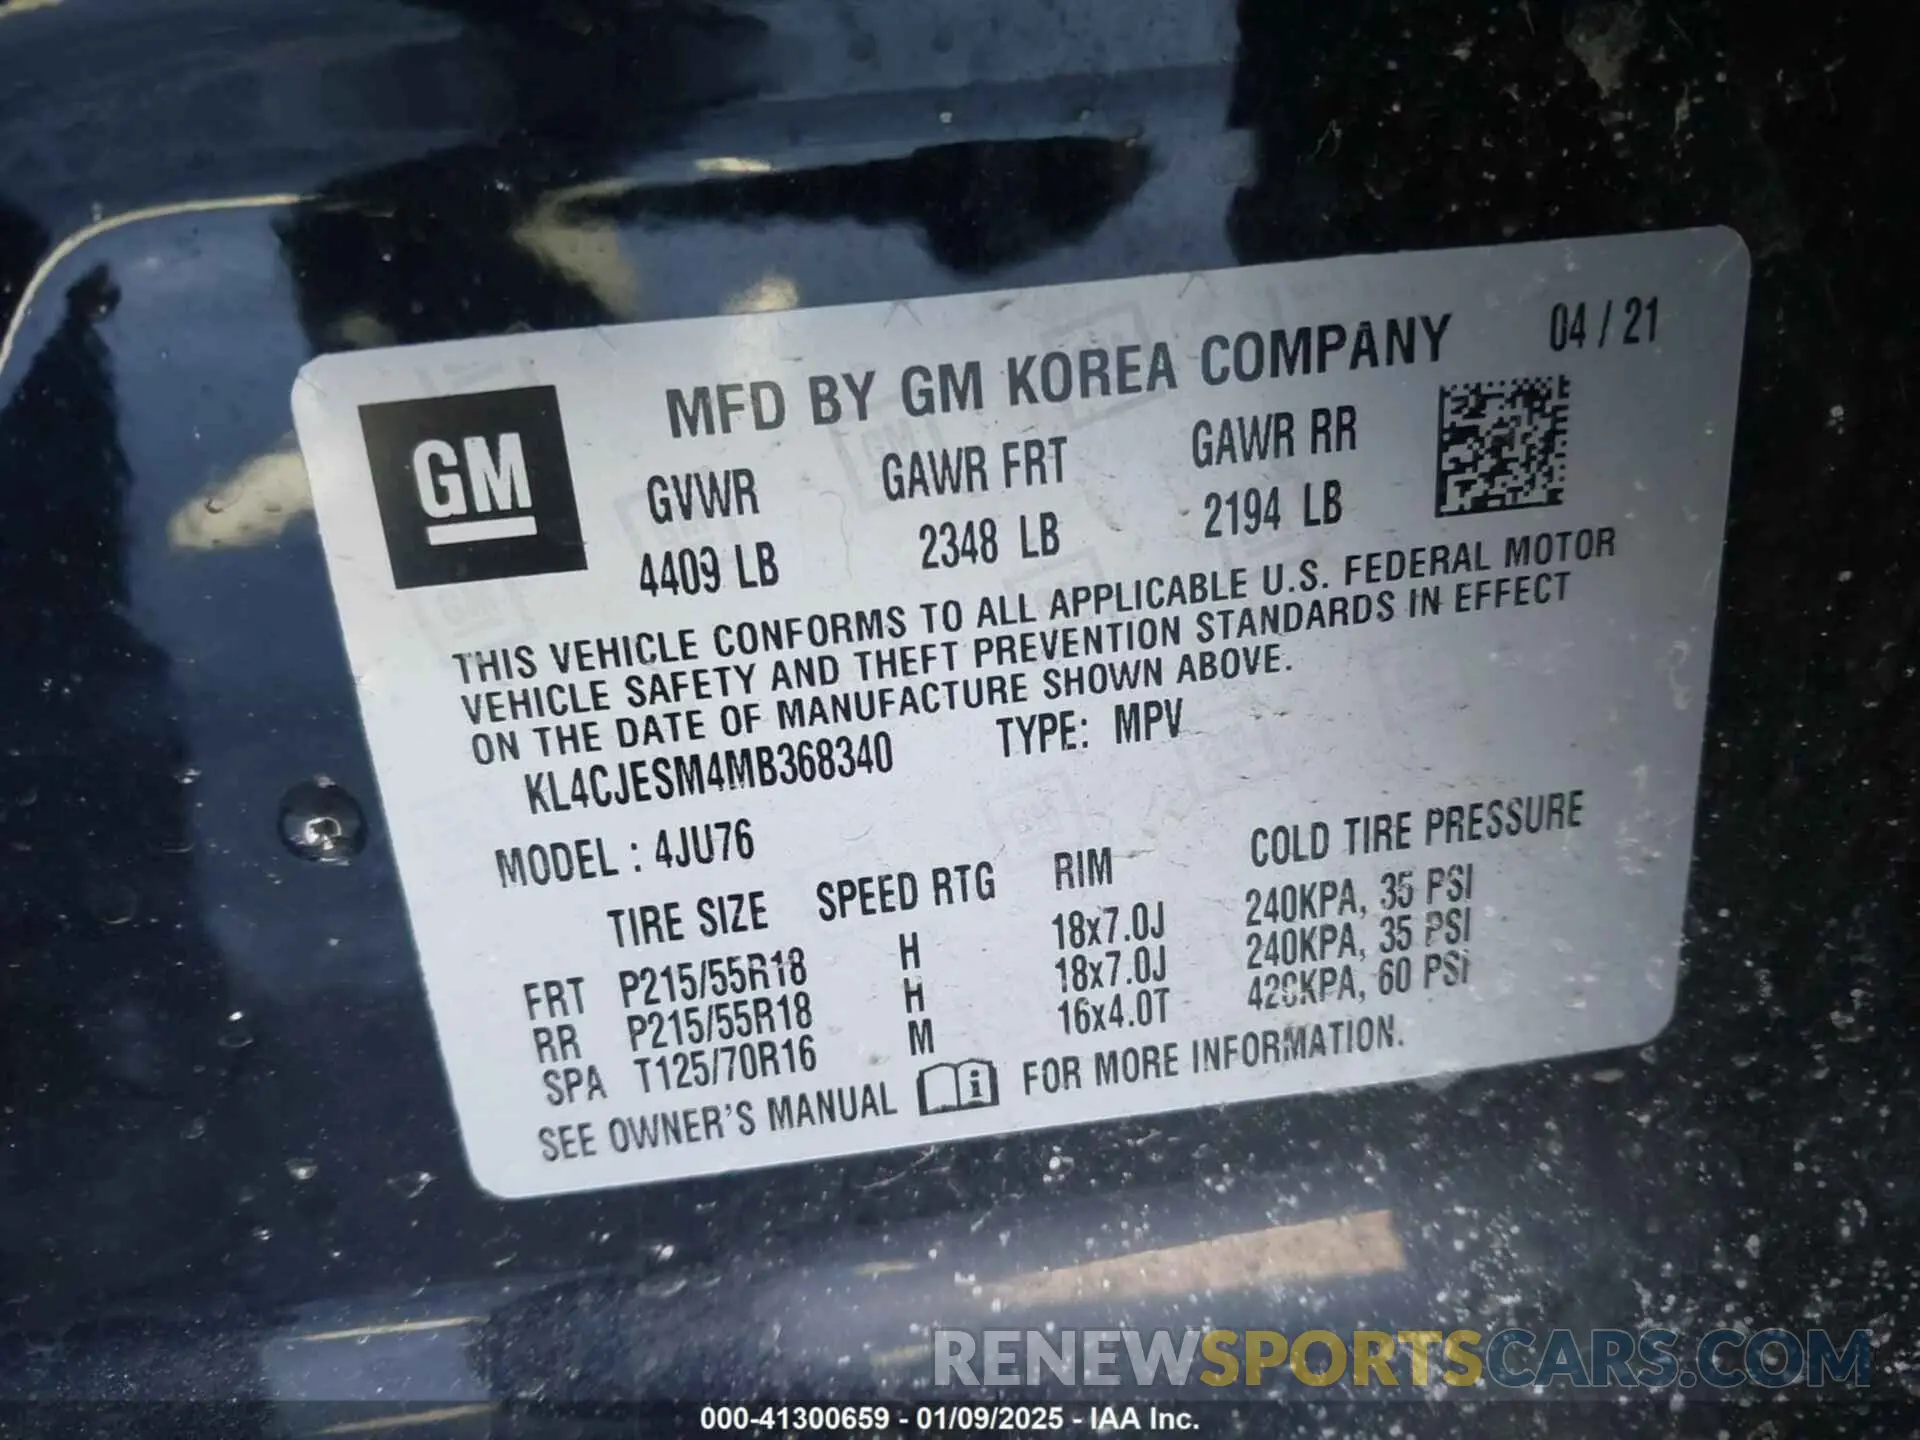 MFD BY GM KOREA COMPANY 04 / 21
GM
GVWR GAWR FRT GAWR RR
4409 LB 2348 LB 2194 LB
THIS VEHICLE CONFORMS TO ALL APPLICABLE U.S. FEDERAL MOTOR
VEHICLE SAFETY AND THEFT PREVENTION STANDARDS IN EFFECT
ON THE DATE OF MANUFACTURE SHOWN ABOVE.
KL4CJESM4MB368340 TYPE: MPV
MODEL : 4JU76
TIRE SIZE SPEED RTG RIM COLD TIRE PRESSURE
FRT P215/55R18 H 18x7.0J 240KPA, 35 PSI
RR P215/55R18 H 18x7.0J 240KPA, 35 PSI
SPA T125/70R16 M 16x4.0T 420KPA, 60 PSI
SEE OWNER'S MANUAL FOR MORE INFORMATION.
RENEWSPORTSCARS.COM
000-41300659 - 01/09/2025 - IAA Inc.